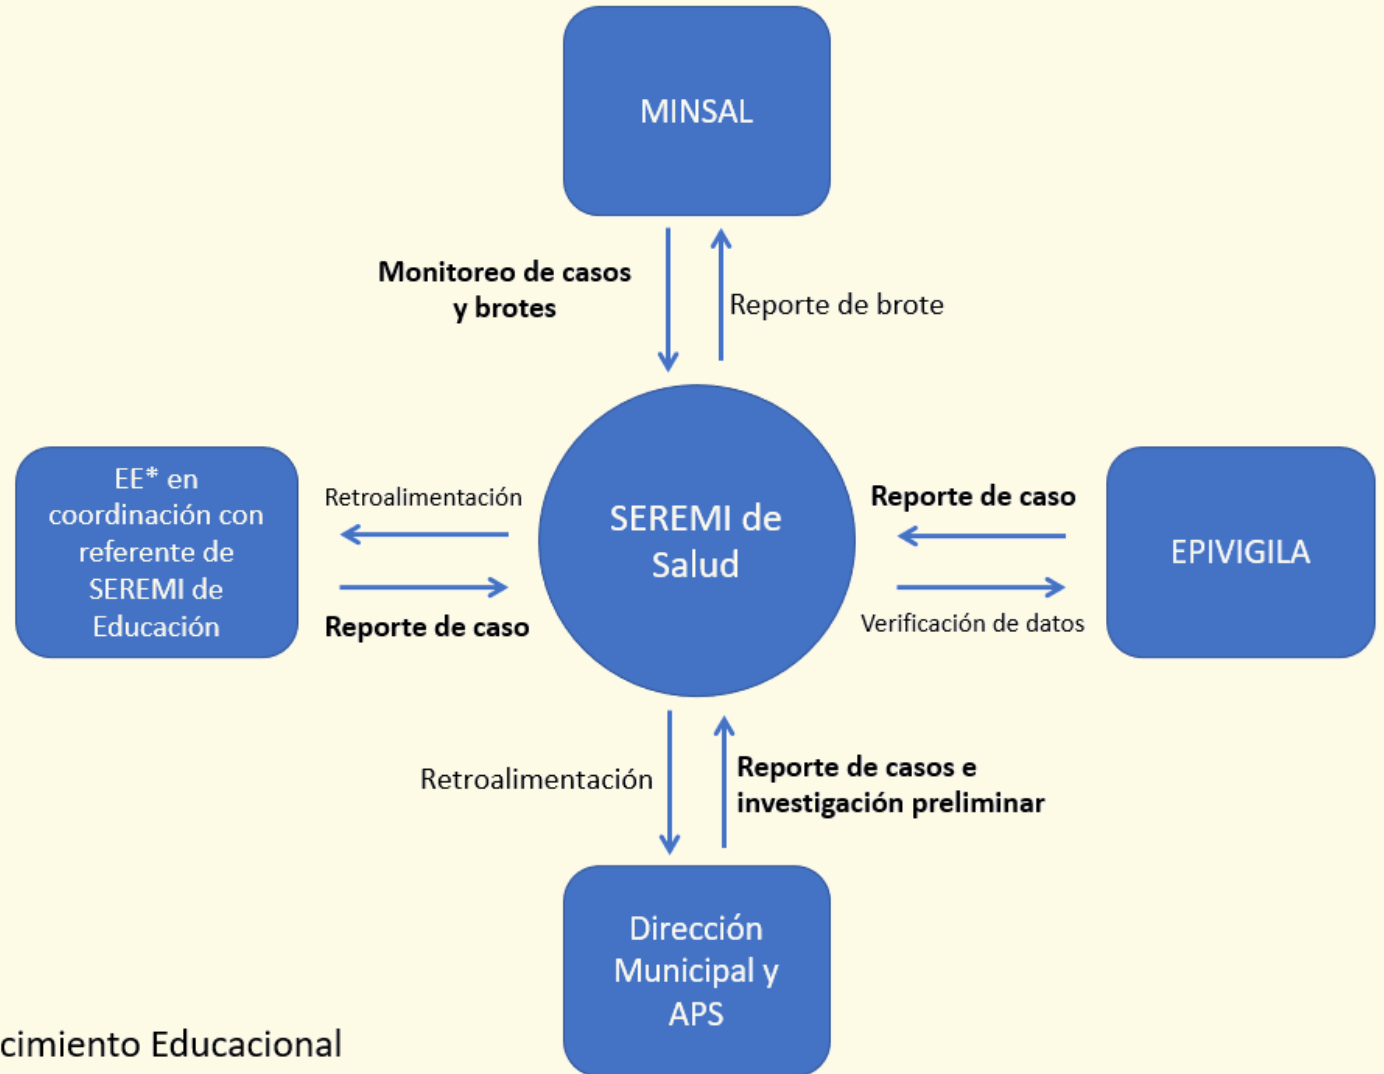 MINSAL
Monitoreo de casos
y brotes
Reporte de brote
EE* en
coordinación con
referente de
SEREMI de
Educación
Retroalimentación
Reporte de caso
SEREMI de
Salud
Reporte de caso
Verificación de datos
EPIVIGILA
Retroalimentación
Reporte de casos e
investigación preliminar
Dirección
Municipal y
APS
cimiento Educacional